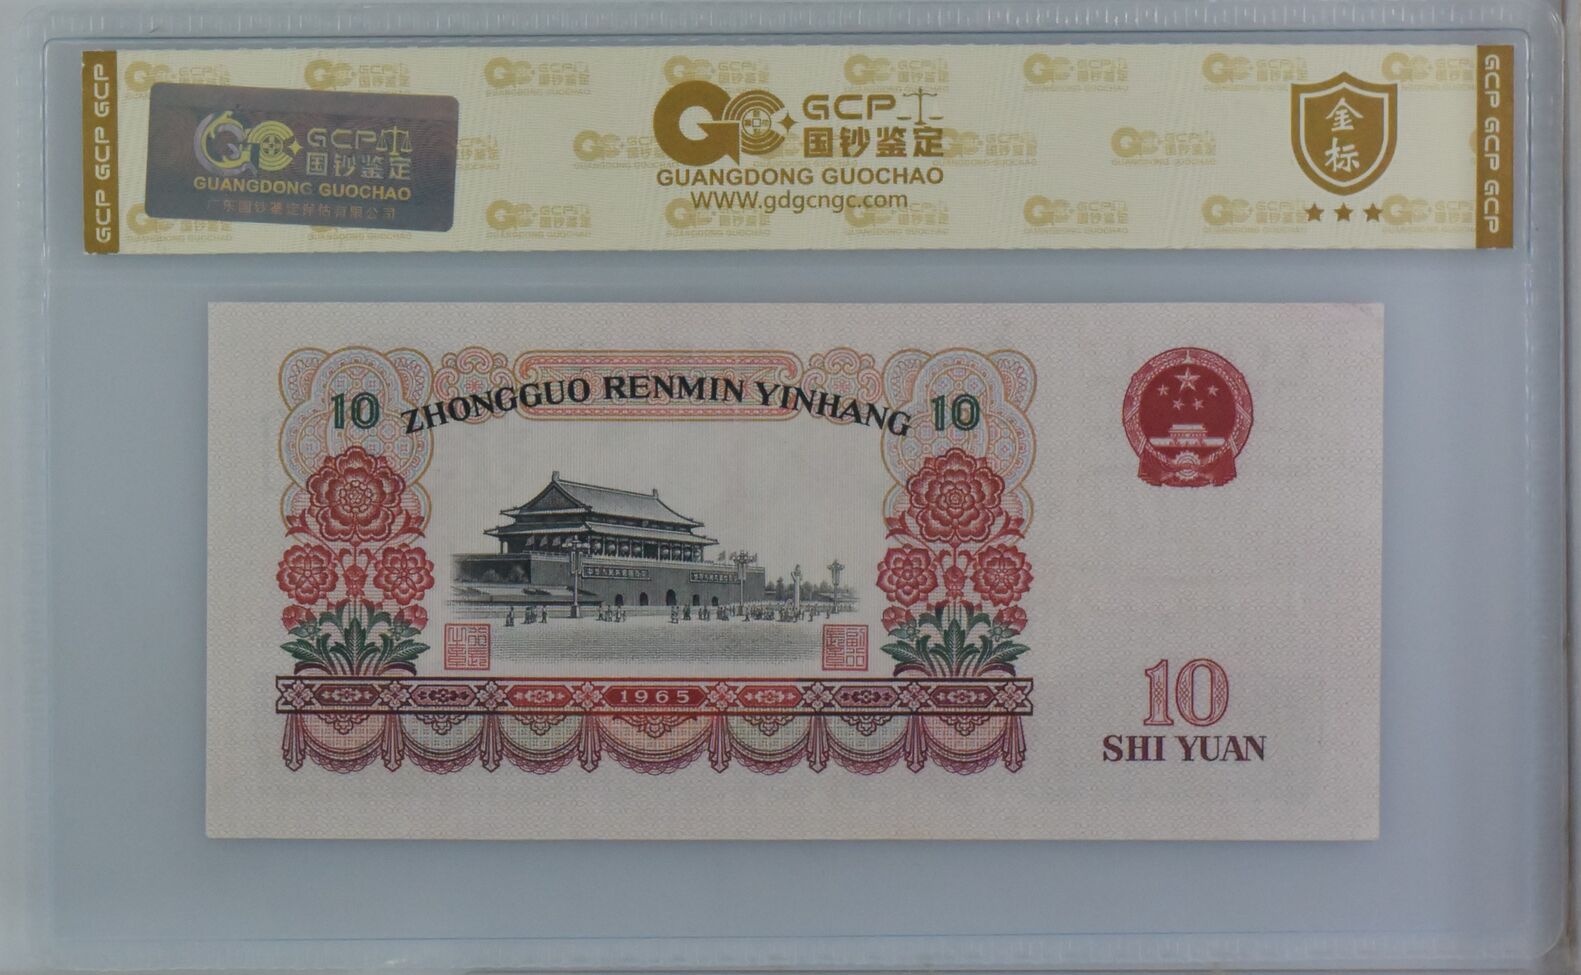 GCP 国钞鉴定
GUANGDONG GUOCHAO
广东国钞鉴定评估有限公司
GCP 国钞鉴定
GUANGDONG GUOCHAO
WWW.gdgcngc.com
金标
GCP GCP GCP
GCP GCP GCP
ZHONGGUO RENMIN YINHANG
10
10
1965
10
SHI YUAN